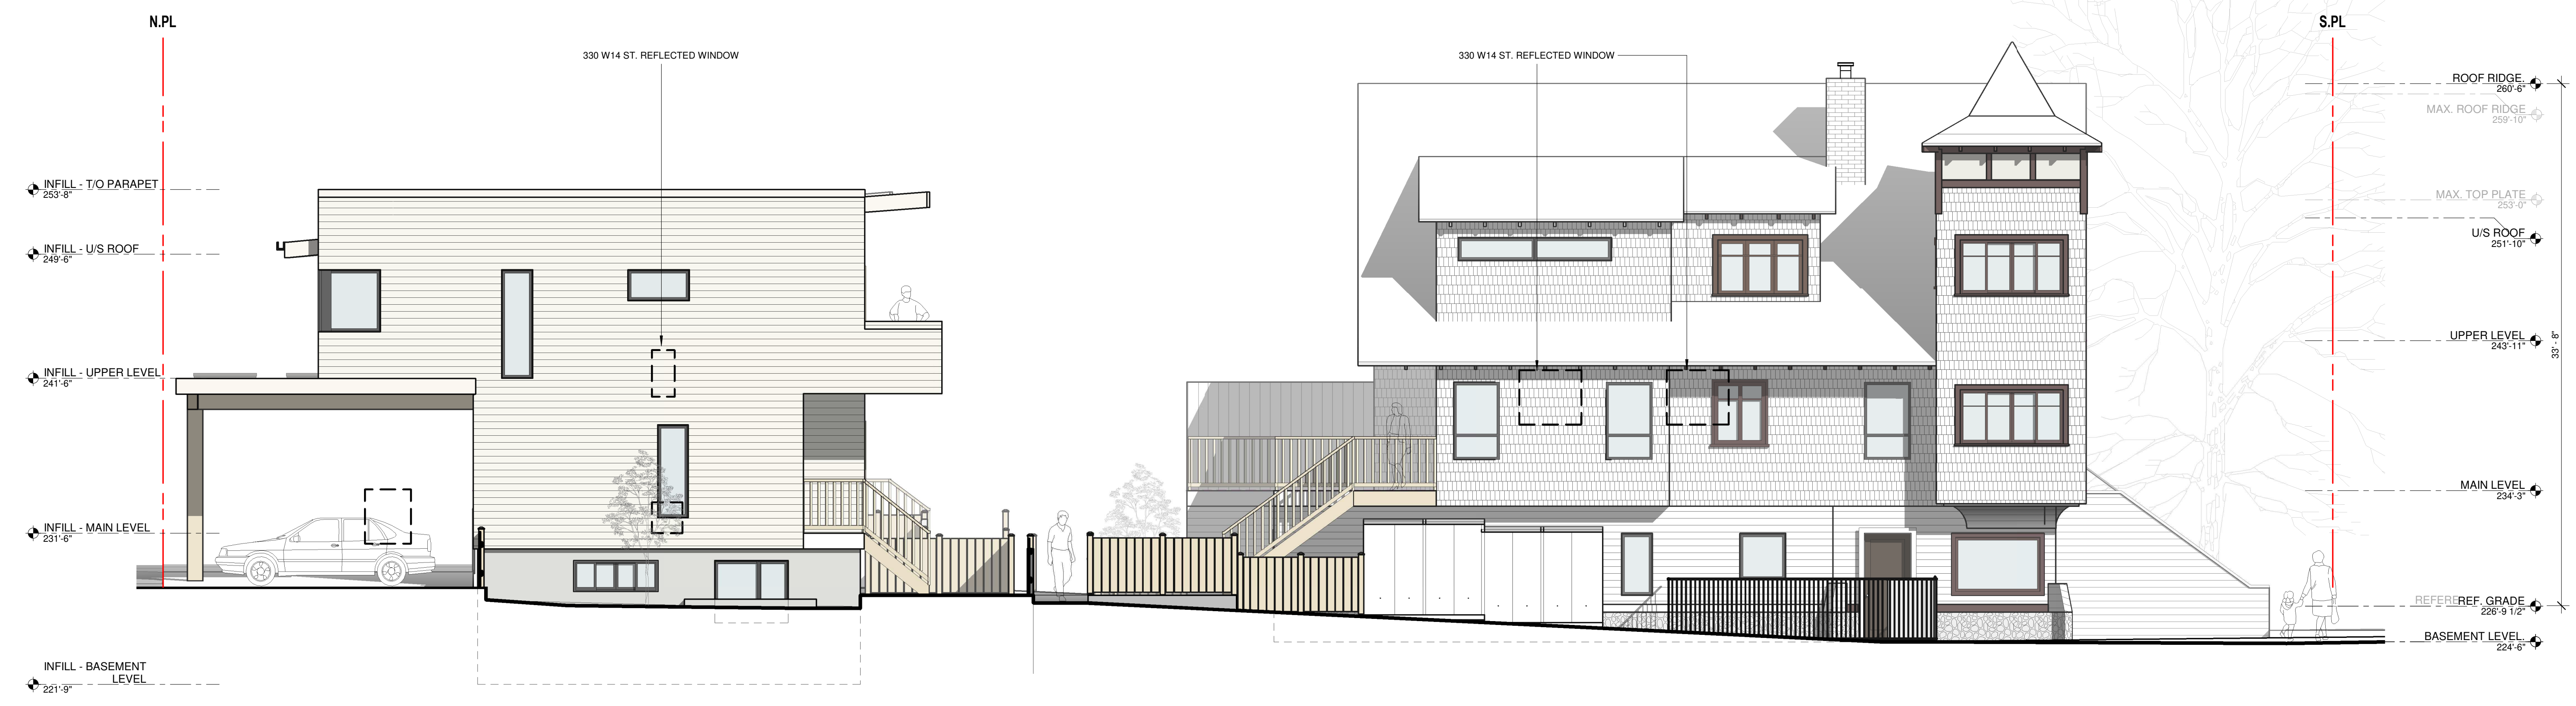 N.PL
S.PL
330 W14 ST. REFLECTED WINDOW
330 W14 ST. REFLECTED WINDOW
INFILL - T/O PARAPET
253'-8"
INFILL - U/S ROOF
249'-6"
INFILL - UPPER LEVEL
241'-6"
INFILL - MAIN LEVEL
231'-6"
INFILL - BASEMENT
LEVEL
221'-9"
ROOF RIDGE.
260'-6"
MAX. ROOF RIDGE
259'-10"
MAX. TOP PLATE
253'-0"
U/S ROOF
251'-10"
UPPER LEVEL
243'-11"
33' - 8"
MAIN LEVEL
234'-3"
REFERE
REF. GRADE
226'-9 1/2"
BASEMENT LEVEL.
224'-6"